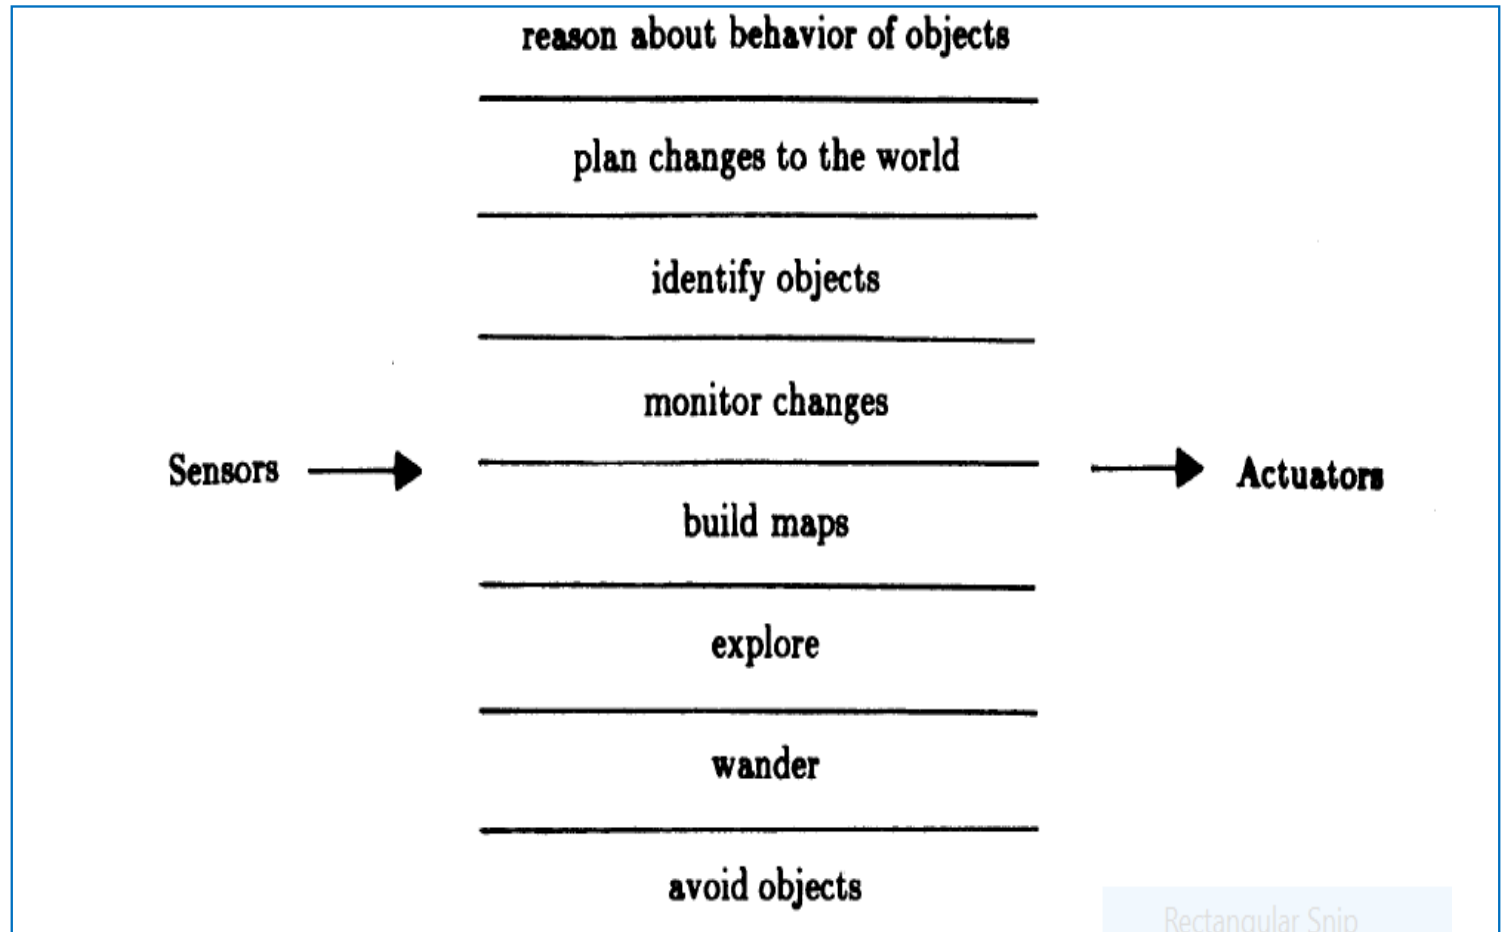 reason about behavior of objects
plan changes to the world
identify objects
monitor changes
Sensors
Actuators
build maps
explore
wander
avoid objects
Rectangular Snip